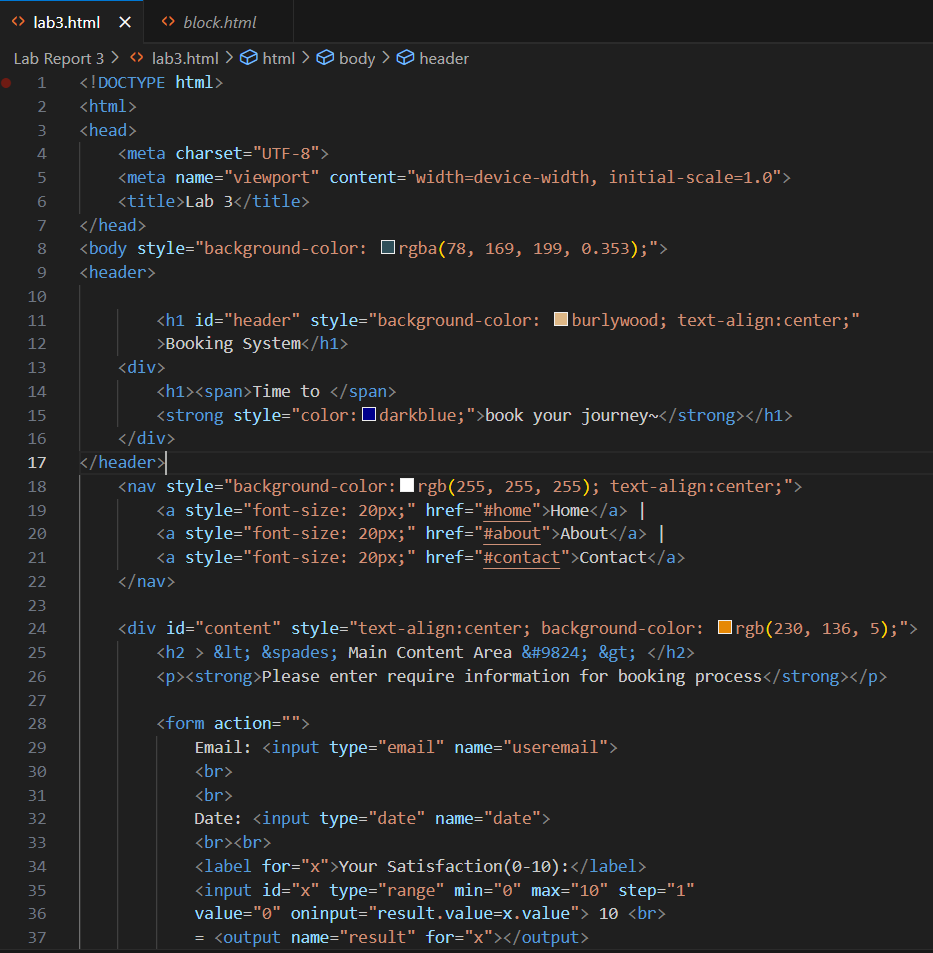 lab3.html block.html
Lab Report 3 > lab3.html > html > body > header
1 <!DOCTYPE html>
2 <html>
3 <head>
4 <meta charset="UTF-8">
5 <meta name="viewport" content="width=device-width, initial-scale=1.0">
6 <title>Lab 3</title>
7 </head>
8 <body style="background-color: rgba(78, 169, 199, 0.353);">
9 <header>
10
11 <h1 id="header" style="background-color: burlywood; text-align:center;"
12 >Booking System</h1>
13 <div>
14 <h1><span>Time to </span>
15 <strong style="color:darkblue;">book your journey~</strong></h1>
16 </div>
17 </header>
18 <nav style="background-color:rgb(255, 255, 255); text-align:center;">
19 <a style="font-size: 20px;" href="#home">Home</a> |
20 <a style="font-size: 20px;" href="#about">About</a> |
21 <a style="font-size: 20px;" href="#contact">Contact</a>
22 </nav>
23
24 <div id="content" style="text-align:center; background-color: rgb(230, 136, 5);">
25 <h2 > &lt; &spades; Main Content Area &#9824; &gt; </h2>
26 <p><strong>Please enter require information for booking process</strong></p>
27
28 <form action="">
29 Email: <input type="email" name="useremail">
30 <br>
31 <br>
32 Date: <input type="date" name="date">
33 <br><br>
34 <label for="x">Your Satisfaction(0-10):</label>
35 <input id="x" type="range" min="0" max="10" step="1"
36 value="0" oninput="result.value=x.value"> 10 <br>
37 = <output name="result" for="x"></output>